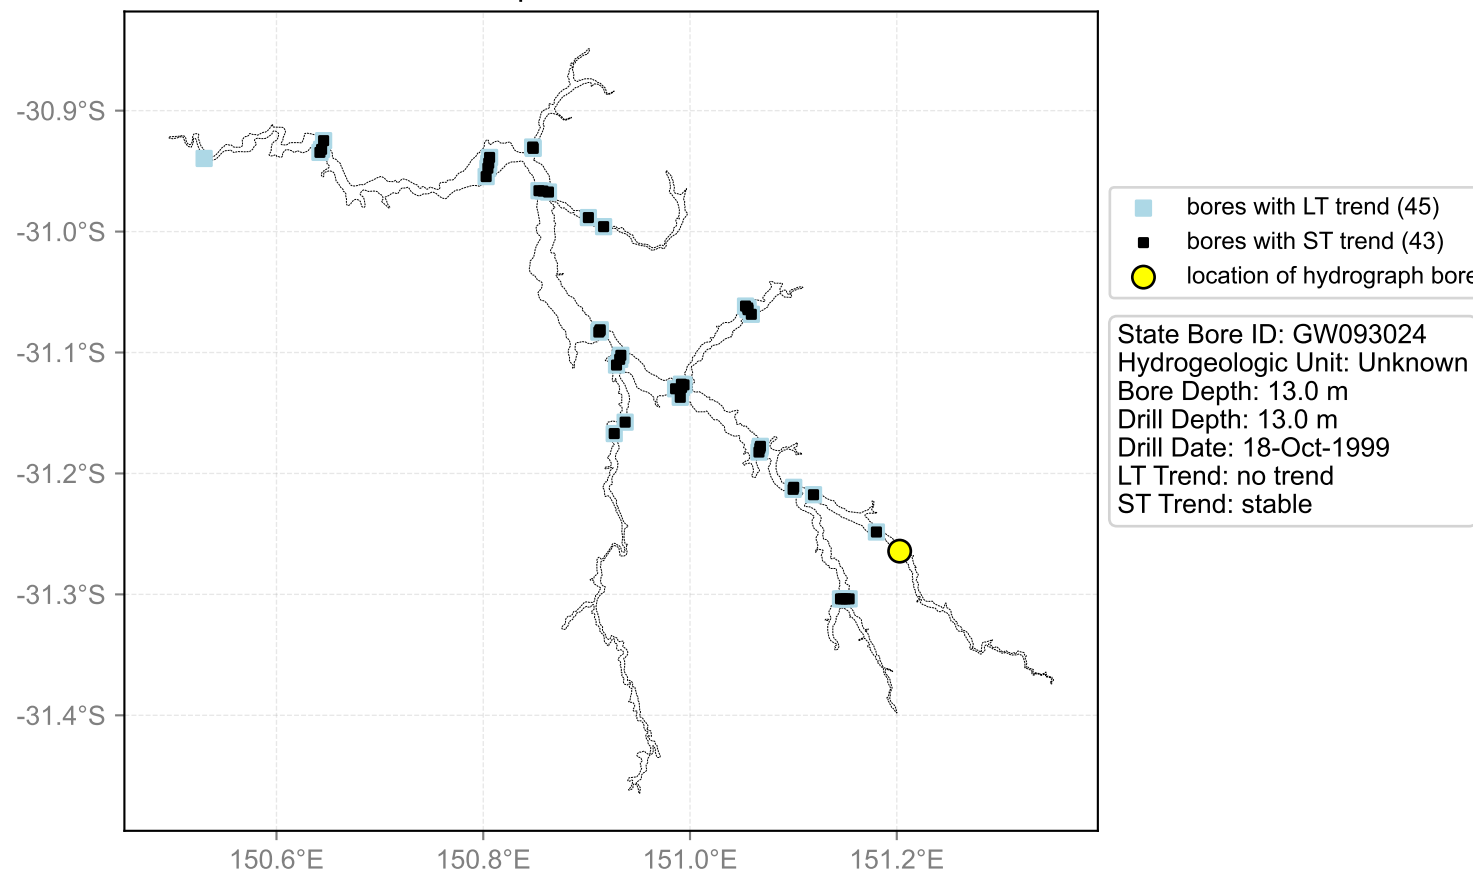 -30.9°S
-31.0°S
-31.1°S
-31.2°S
-31.3°S
-31.4°S
150.6°E
150.8°E
151.0°E
151.2°E
bores with LT trend (45)
bores with ST trend (43)
location of hydrograph bore
State Bore ID: GW093024
Hydrogeologic Unit: Unknown
Bore Depth: 13.0 m
Drill Depth: 13.0 m
Drill Date: 18-Oct-1999
LT Trend: no trend
ST Trend: stable